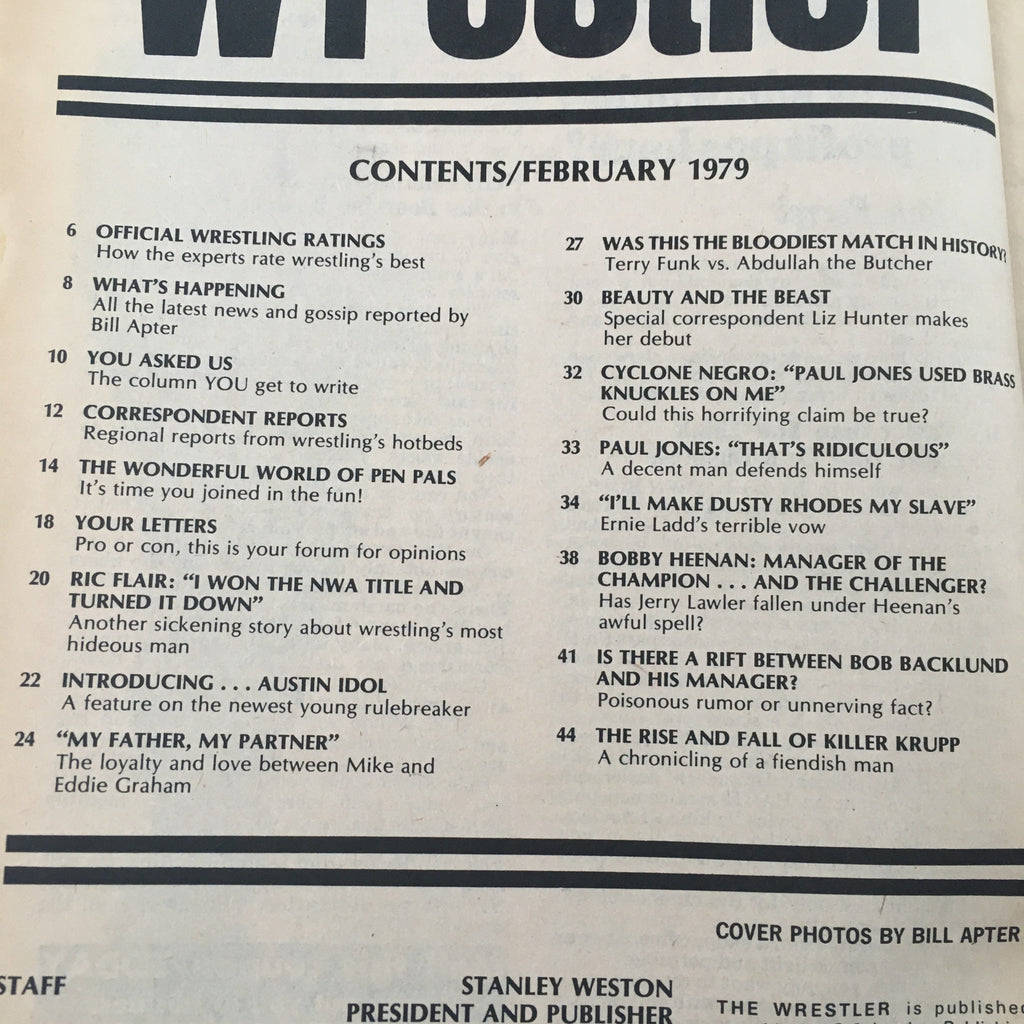 Wrestler
CONTENTS/FEBRUARY 1979
6 OFFICIAL WRESTLING RATINGS
How the experts rate wrestling's best
8 WHAT'S HAPPENING
All the latest news and gossip reported by
Bill Apter
10 YOU ASKED US
The column YOU get to write
12 CORRESPONDENT REPORTS
Regional reports from wrestling's hotbeds
14 THE WONDERFUL WORLD OF PEN PALS
It's time you joined in the fun!
18 YOUR LETTERS
Pro or con, this is your forum for opinions
20 RIC FLAIR: "I WON THE NWA TITLE AND
TURNED IT DOWN"
Another sickening story about wrestling's most
hideous man
22 INTRODUCING . . . AUSTIN IDOL
A feature on the newest young rulebreaker
24 "MY FATHER, MY PARTNER"
The loyalty and love between Mike and
Eddie Graham
27 WAS THIS THE BLOODIEST MATCH IN HISTORY?
Terry Funk vs. Abdullah the Butcher
30 BEAUTY AND THE BEAST
Special correspondent Liz Hunter makes
her debut
32 CYCLONE NEGRO: "PAUL JONES USED BRASS
KNUCKLES ON ME"
Could this horrifying claim be true?
33 PAUL JONES: "THAT'S RIDICULOUS"
A decent man defends himself
34 "I'LL MAKE DUSTY RHODES MY SLAVE"
Ernie Ladd's terrible vow
38 BOBBY HEENAN: MANAGER OF THE
CHAMPION . . . AND THE CHALLENGER?
Has Jerry Lawler fallen under Heenan's
awful spell?
41 IS THERE A RIFT BETWEEN BOB BACKLUND
AND HIS MANAGER?
Poisonous rumor or unnerving fact?
44 THE RISE AND FALL OF KILLER KRUPP
A chronicling of a fiendish man
COVER PHOTOS BY BILL APTER
STAFF
STANLEY WESTON
PRESIDENT AND PUBLISHER
THE WRESTLER is published